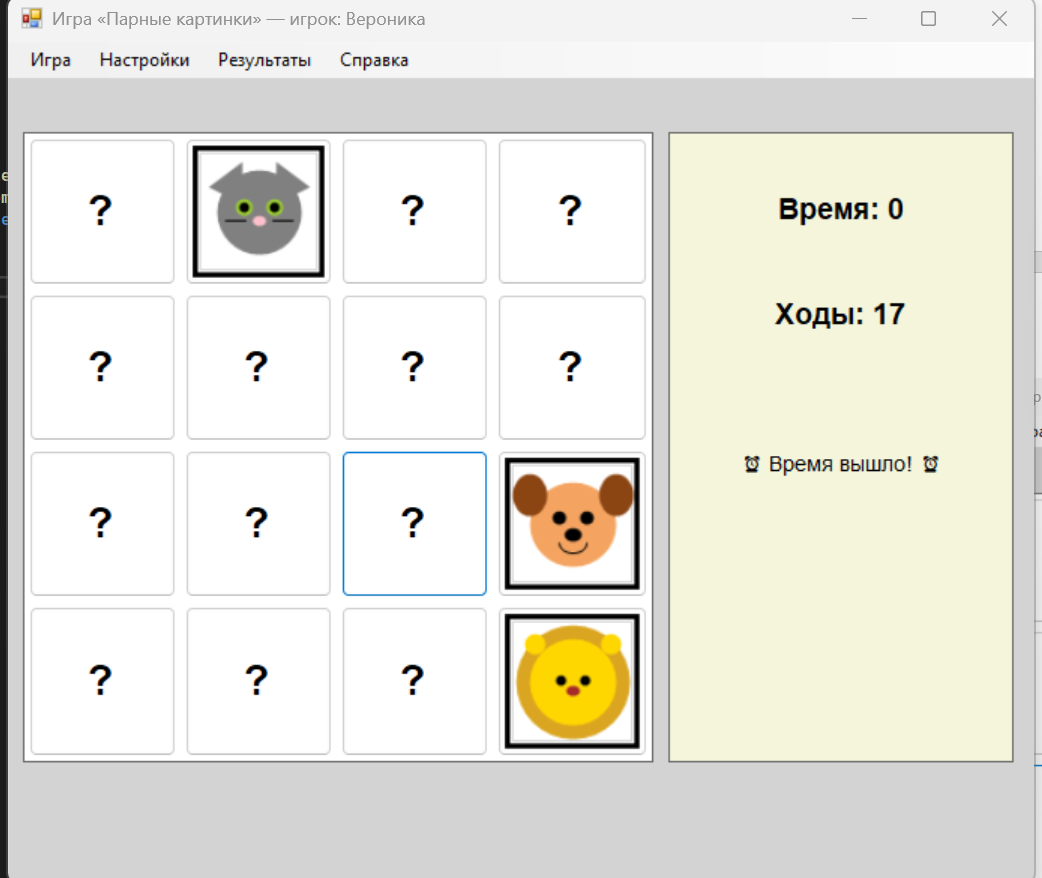 Игра «Парные картинки» — игрок: Вероника
Игра Настройки Результаты Справка
? ? ?
? ? ? ?
? ? ?
? ? ?
Время: 0
Ходы: 17
⏰ Время вышло! ⏰